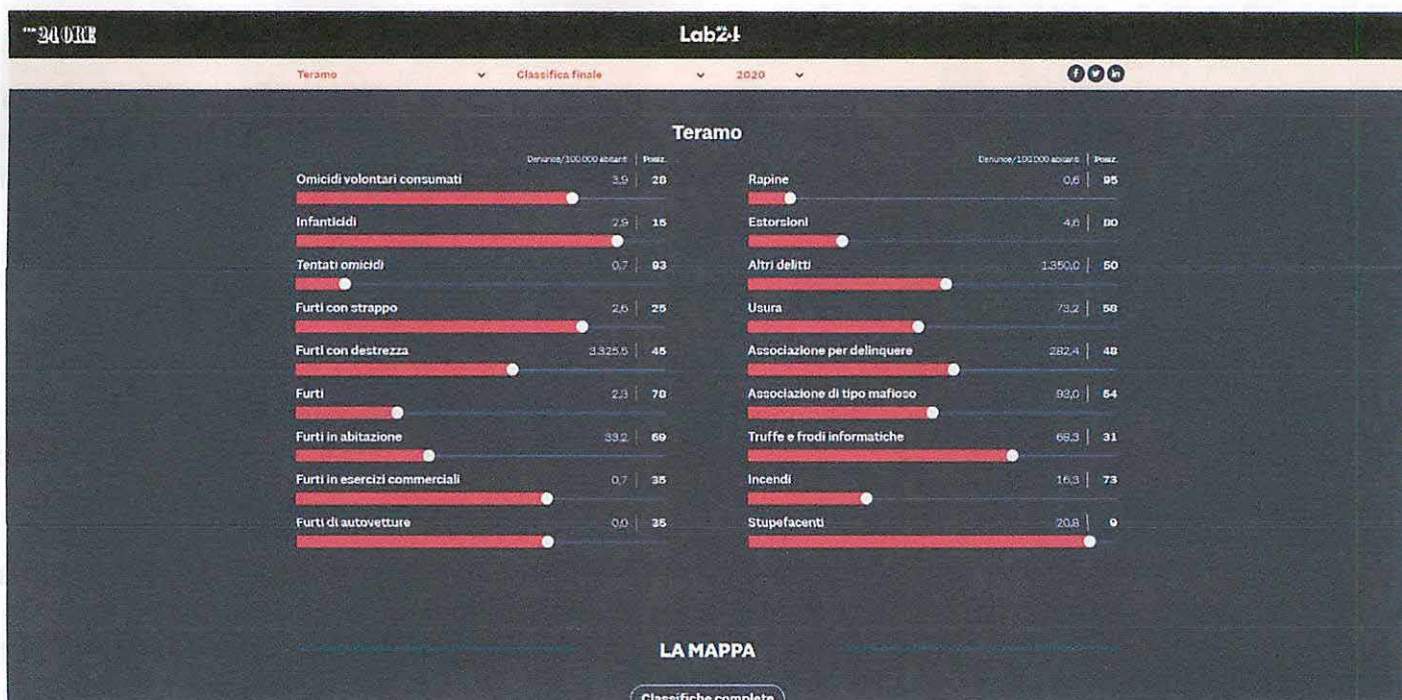 24 ORE
Lab24
Teramo Classifica finale 2020
Teramo
Denunce/100.000 abitanti Posiz.
Omicidi volontari consumati 3,9 28
Infanticidi 2,9 15
Tentati omicidi 0,7 93
Furti con strappo 2,6 25
Furti con destrezza 3.325,5 45
Furti 2,3 78
Furti in abitazione 33,2 69
Furti in esercizi commerciali 0,7 35
Furti di autovetture 0,0 35
Denunce/100.000 abitanti Posiz.
Rapine 0,6 95
Estorsioni 4,6 80
Altri delitti 1.350,0 50
Usura 73,2 58
Associazione per delinquere 282,4 48
Associazione di tipo mafioso 93,0 54
Truffe e frodi informatiche 68,3 31
Incendi 16,3 73
Stupefacenti 20,8 9
LA MAPPA
Classifiche complete